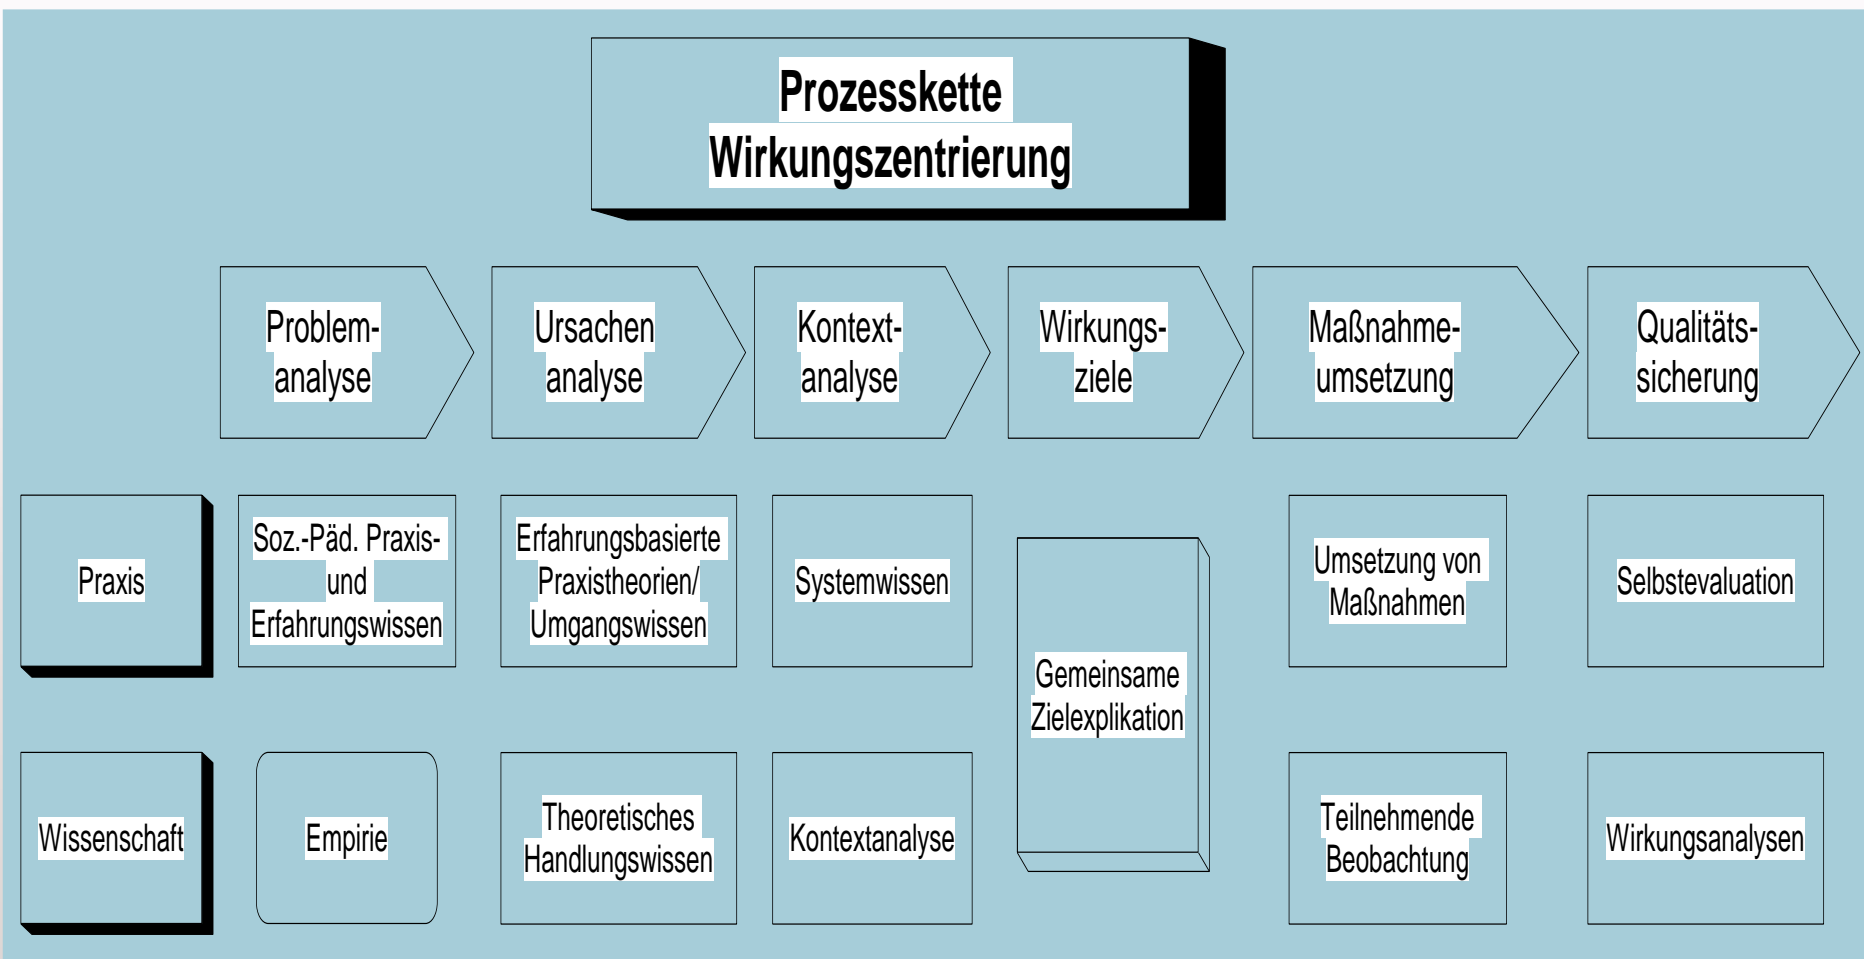 Prozesskette
Wirkungszentrierung
Problem-
analyse
Ursachen
analyse
Kontext-
analyse
Wirkungs-
ziele
Maßnahme-
umsetzung
Qualitäts-
sicherung
Praxis
Soz.-Päd. Praxis-
und
Erfahrungswissen
Erfahrungsbasierte
Praxistheorien/
Umgangswissen
Systemwissen
Gemeinsame
Zielexplikation
Umsetzung von
Maßnahmen
Selbstevaluation
Wissenschaft
Empirie
Theoretisches
Handlungswissen
Kontextanalyse
Teilnehmende
Beobachtung
Wirkungsanalysen